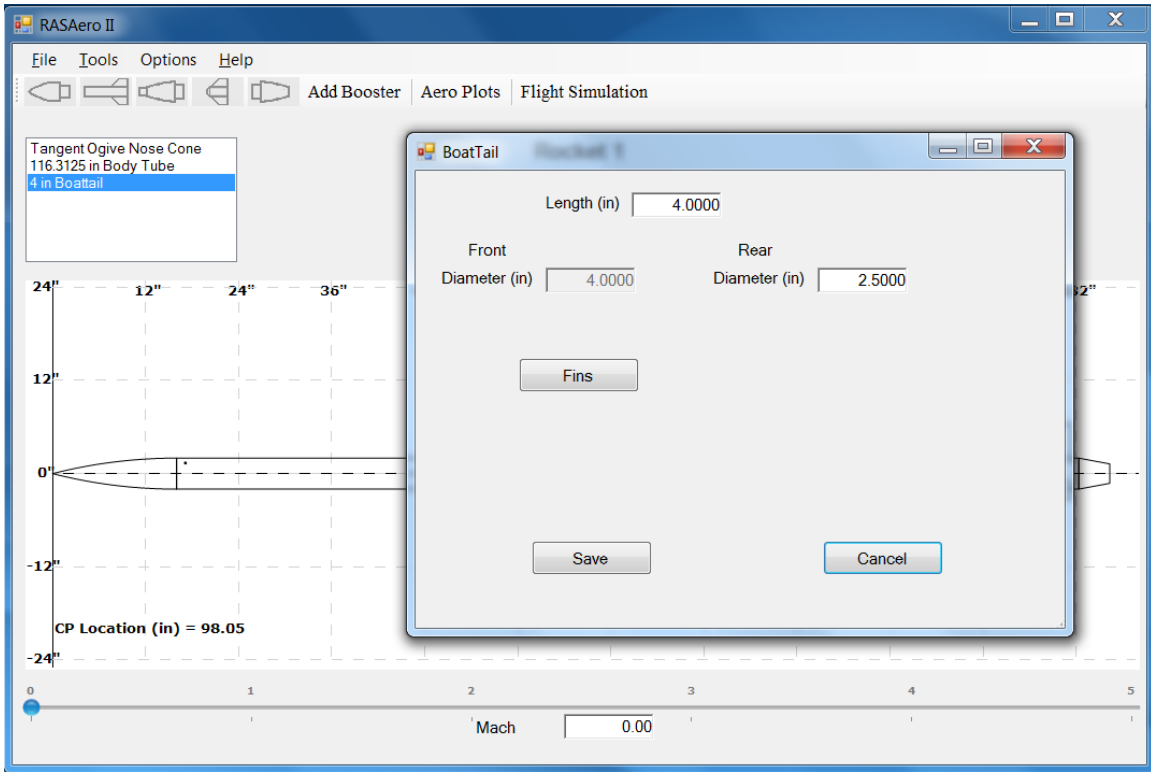 RASAero II
File Tools Options Help
Add Booster Aero Plots Flight Simulation
Tangent Ogive Nose Cone
116.3125 in Body Tube
4 in Boattail
BoatTail Rocket 1
Length (in) 4.0000
Front Rear
Diameter (in) 4.0000 Diameter (in) 2.5000
Fins
Save Cancel
24" 12" 24" 36" 32"
12"
0"
-12"
CP Location (in) = 98.05
-24"
0 1 2 3 4 5
Mach 0.00